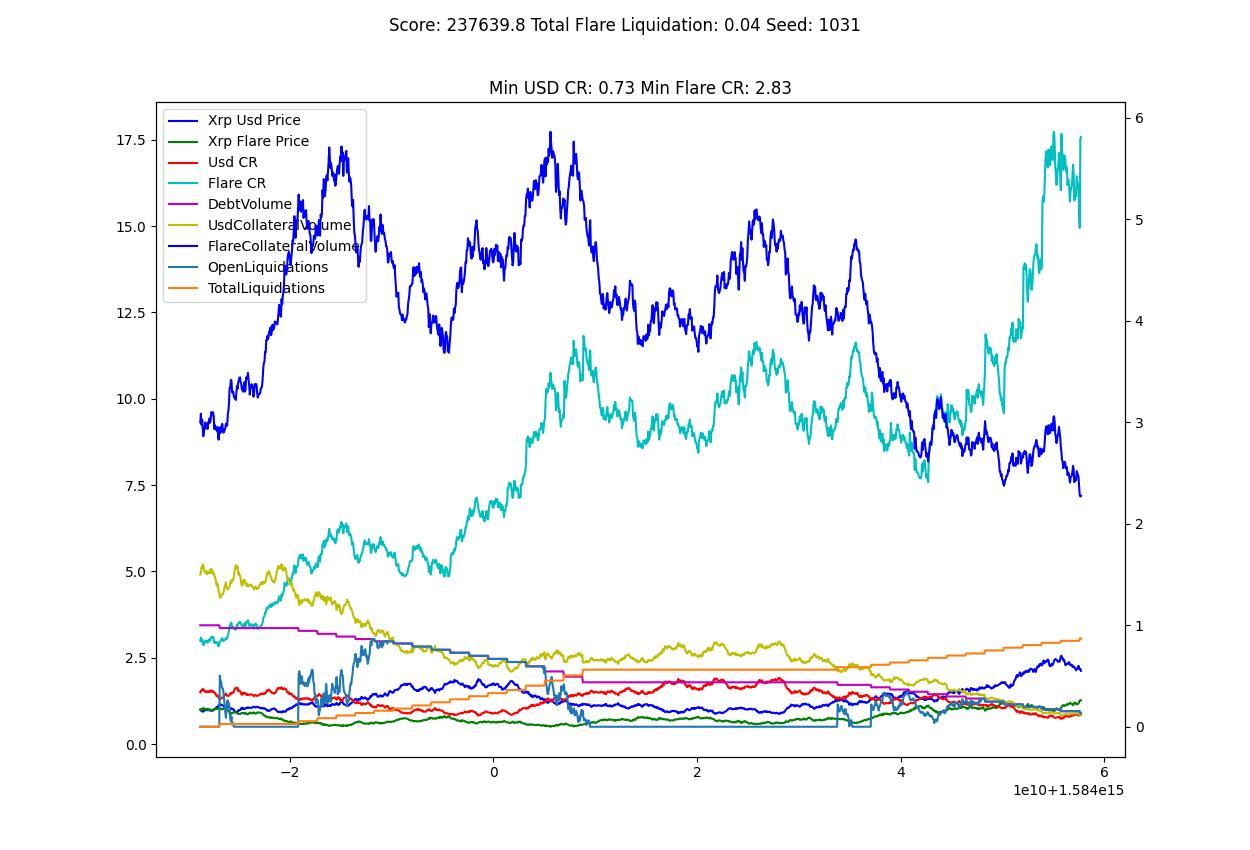 Score: 237639.8 Total Flare Liquidation: 0.04 Seed: 1031
Min USD CR: 0.73 Min Flare CR: 2.83
Xrp Usd Price
Xrp Flare Price
Usd CR
Flare CR
DebtVolume
UsdCollateralVolume
FlareCollateralVolume
OpenLiquidations
TotalLiquidations
17.5
15.0
12.5
10.0
7.5
5.0
2.5
0.0
6
5
4
3
2
1
0
−2
0
2
4
6
1e10+1.584e15